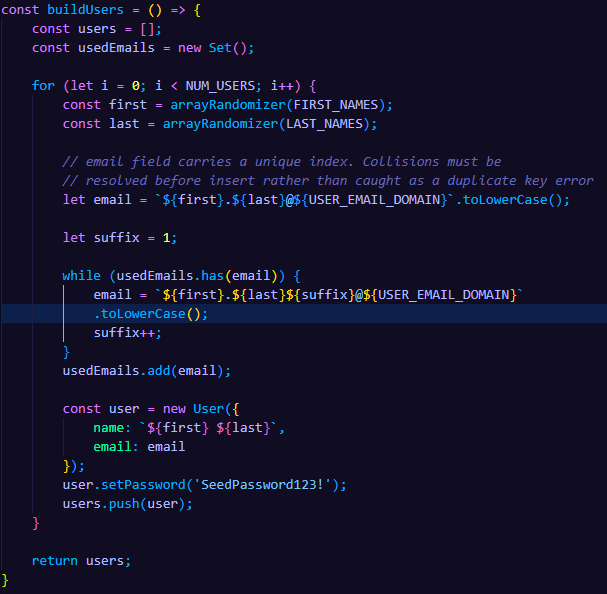 const buildUsers = () => {
    const users = [];
    const usedEmails = new Set();

    for (let i = 0; i < NUM_USERS; i++) {
        const first = arrayRandomizer(FIRST_NAMES);
        const last = arrayRandomizer(LAST_NAMES);

        // email field carries a unique index. Collisions must be
        // resolved before insert rather than caught as a duplicate key error
        let email = `${first}.${last}@${USER_EMAIL_DOMAIN}`.toLowerCase();

        let suffix = 1;

        while (usedEmails.has(email)) {
            email = `${first}.${last}${suffix}@${USER_EMAIL_DOMAIN}`
            .toLowerCase();
            suffix++;
        }
        usedEmails.add(email);

        const user = new User({
            name: `${first} ${last}`,
            email: email
        });
        user.setPassword('SeedPassword123!');
        users.push(user);
    }

    return users;
}